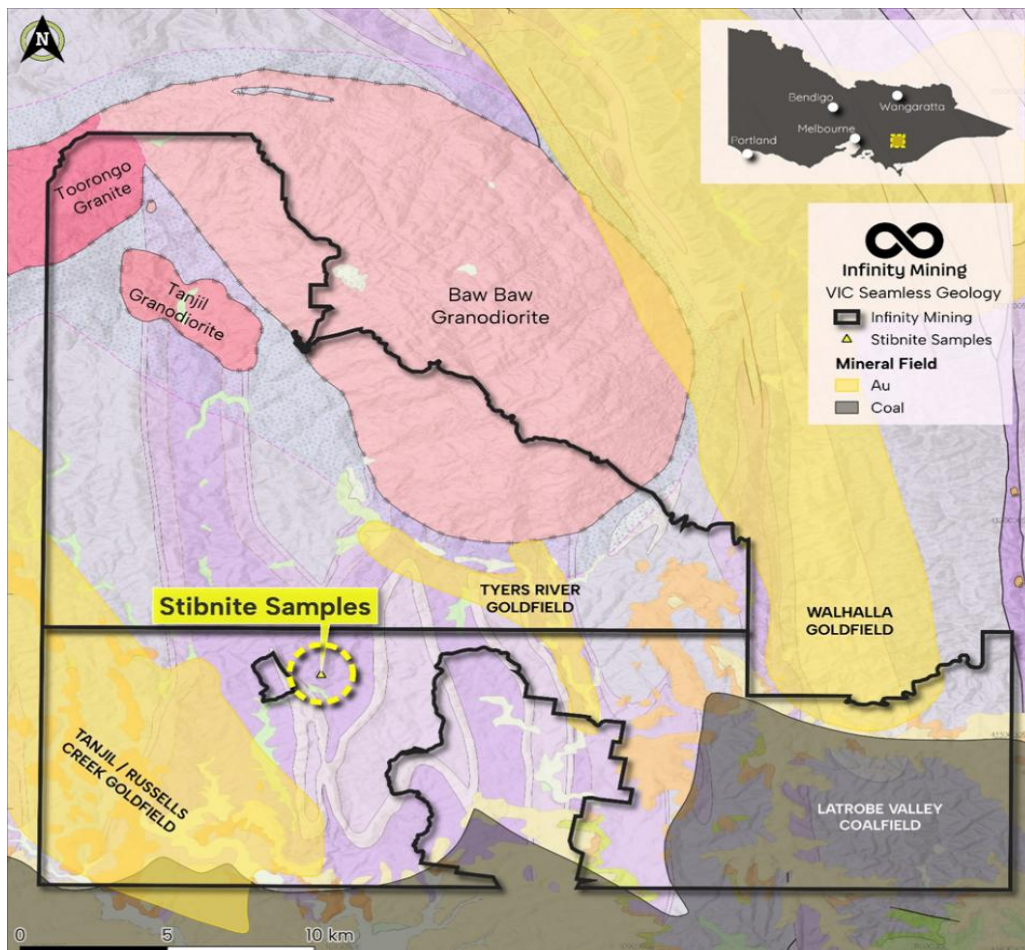 N
Bendigo
Wangaratta
Melbourne
Portland
Toorongo
Granite
Tanjil
Granodiorite
Baw Baw
Granodiorite
Infinity Mining
VIC Seamless Geology
Infinity Mining
Stibnite Samples
Mineral Field
Au
Coal
TYERS RIVER
GOLDFIELD
Stibnite Samples
WALHALLA
GOLDFIELD
TANJIL / RUSSELLS
CREEK GOLDFIELD
LATROBE VALLEY
COALFIELD
0 5 10 km